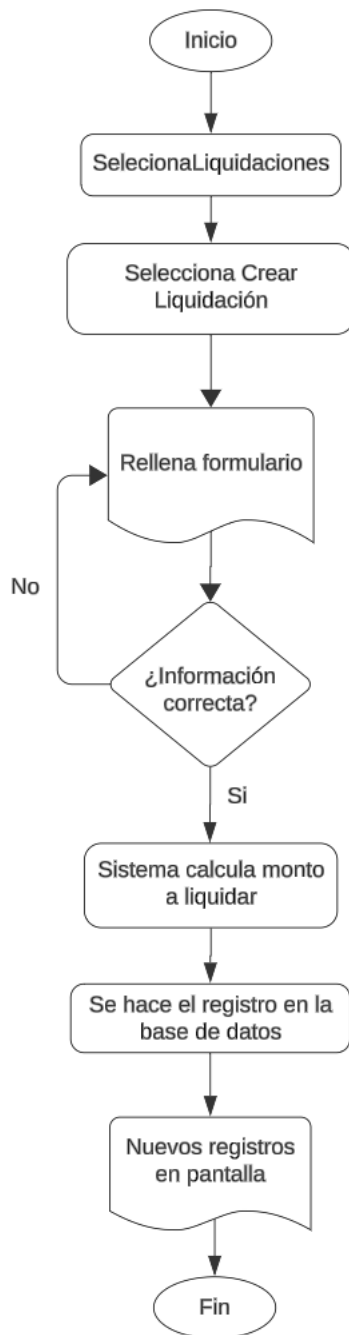 Inicio
SelecionaLiquidaciones
Selecciona Crear
Liquidación
Rellena formulario
No
¿Información
correcta?
Si
Sistema calcula monto
a liquidar
Se hace el registro en la
base de datos
Nuevos registros
en pantalla
Fin